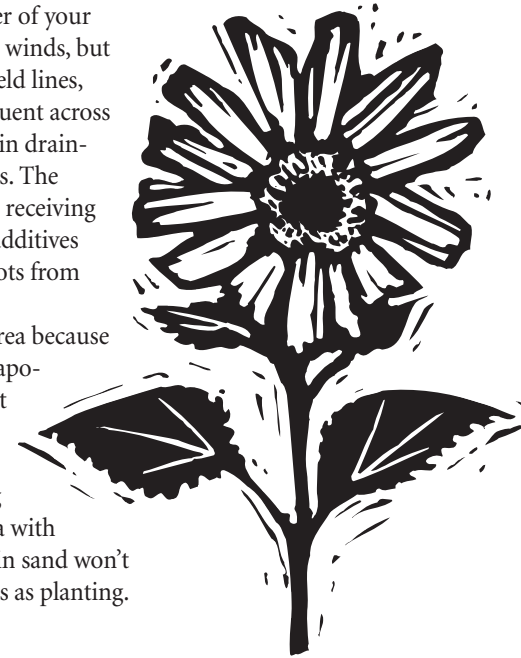 er of your
winds, but
eld lines,
uent across
in drain-
s. The
receiving
dditives
ots from
rea because
apo-
t
a with
in sand won't
s as planting.